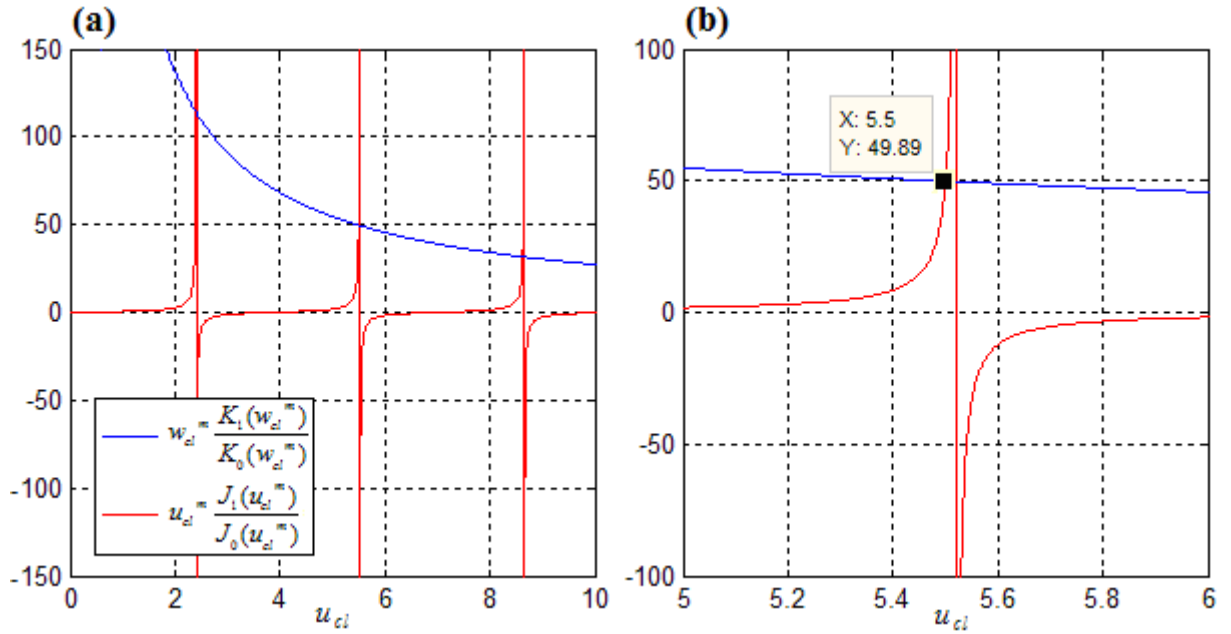 (a)
150
100
50
0
-50
-100
-150
w_cl^m K_1(w_cl^m) / K_0(w_cl^m)
u_cl^m J_1(u_cl^m) / J_0(u_cl^m)
0 2 4 6 8 10
u_cl
(b)
100
50
0
-50
-100
X: 5.5
Y: 49.89
5 5.2 5.4 5.6 5.8 6
u_cl